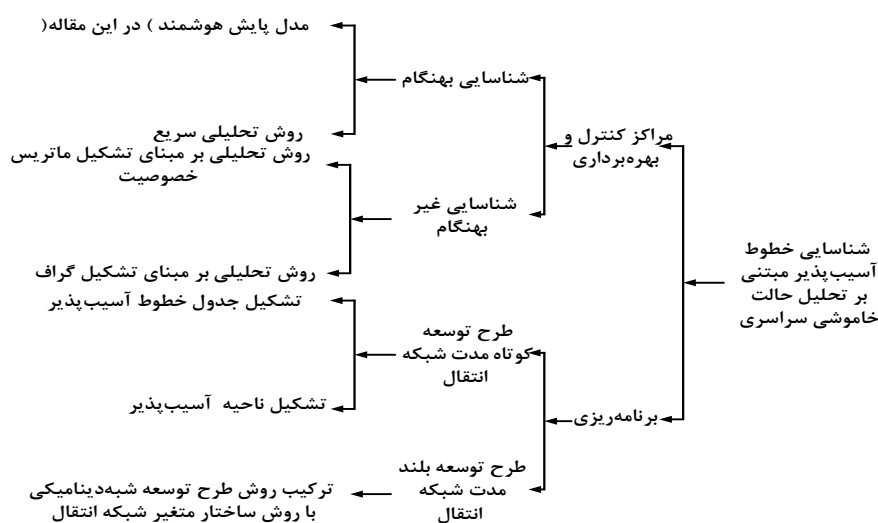 شناسایی خطوط
آسیب‌پذیر مبتنی
بر تحلیل حالت
خاموشی سراسری
مراکز کنترل و
بهره‌برداری
شناسایی بهنگام
مدل پایش هوشمند ) در این مقاله(
روش تحلیلی سریع
شناسایی غیر
بهنگام
روش تحلیلی بر مبنای تشکیل ماتریس
خصوصیت
روش تحلیلی بر مبنای تشکیل گراف
برنامه‌ریزی
طرح توسعه
کوتاه مدت شبکه
انتقال
تشکیل جدول خطوط آسیب‌پذیر
تشکیل ناحیه آسیب‌پذیر
طرح توسعه بلند
مدت شبکه
انتقال
ترکیب روش طرح توسعه شبه‌دینامیکی
با روش ساختار متغیر شبکه انتقال